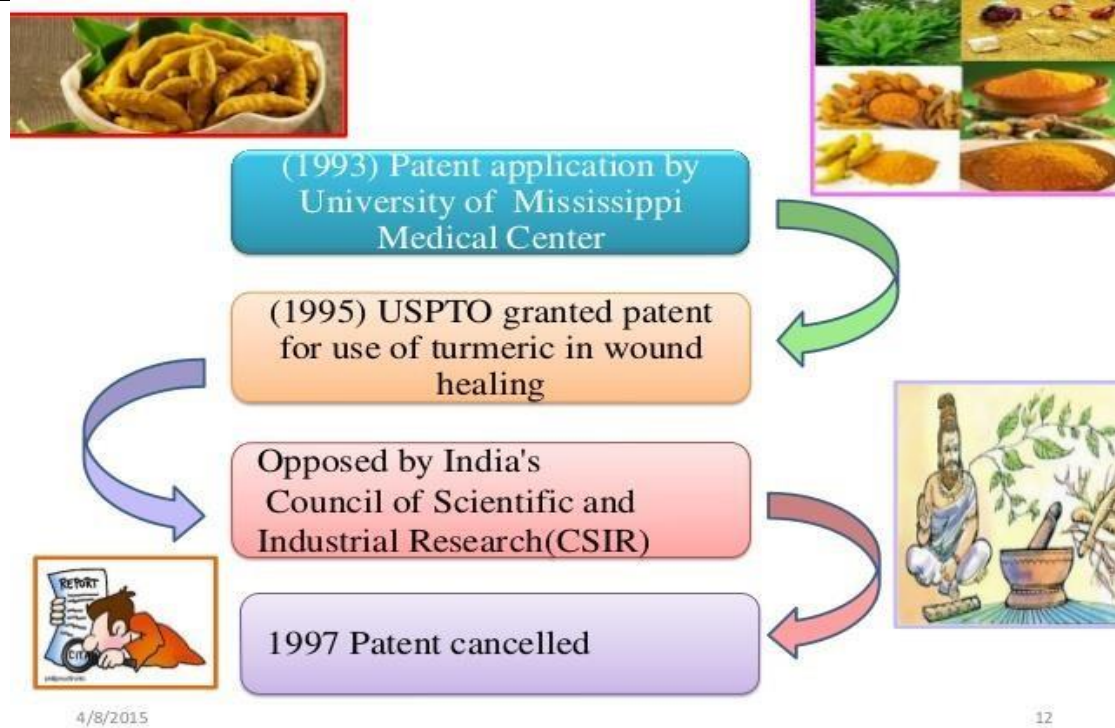 (1993) Patent application by
University of Mississippi
Medical Center
(1995) USPTO granted patent
for use of turmeric in wound
healing
Opposed by India's
Council of Scientific and
Industrial Research(CSIR)
REPORT
1997 Patent cancelled
4/8/2015
12